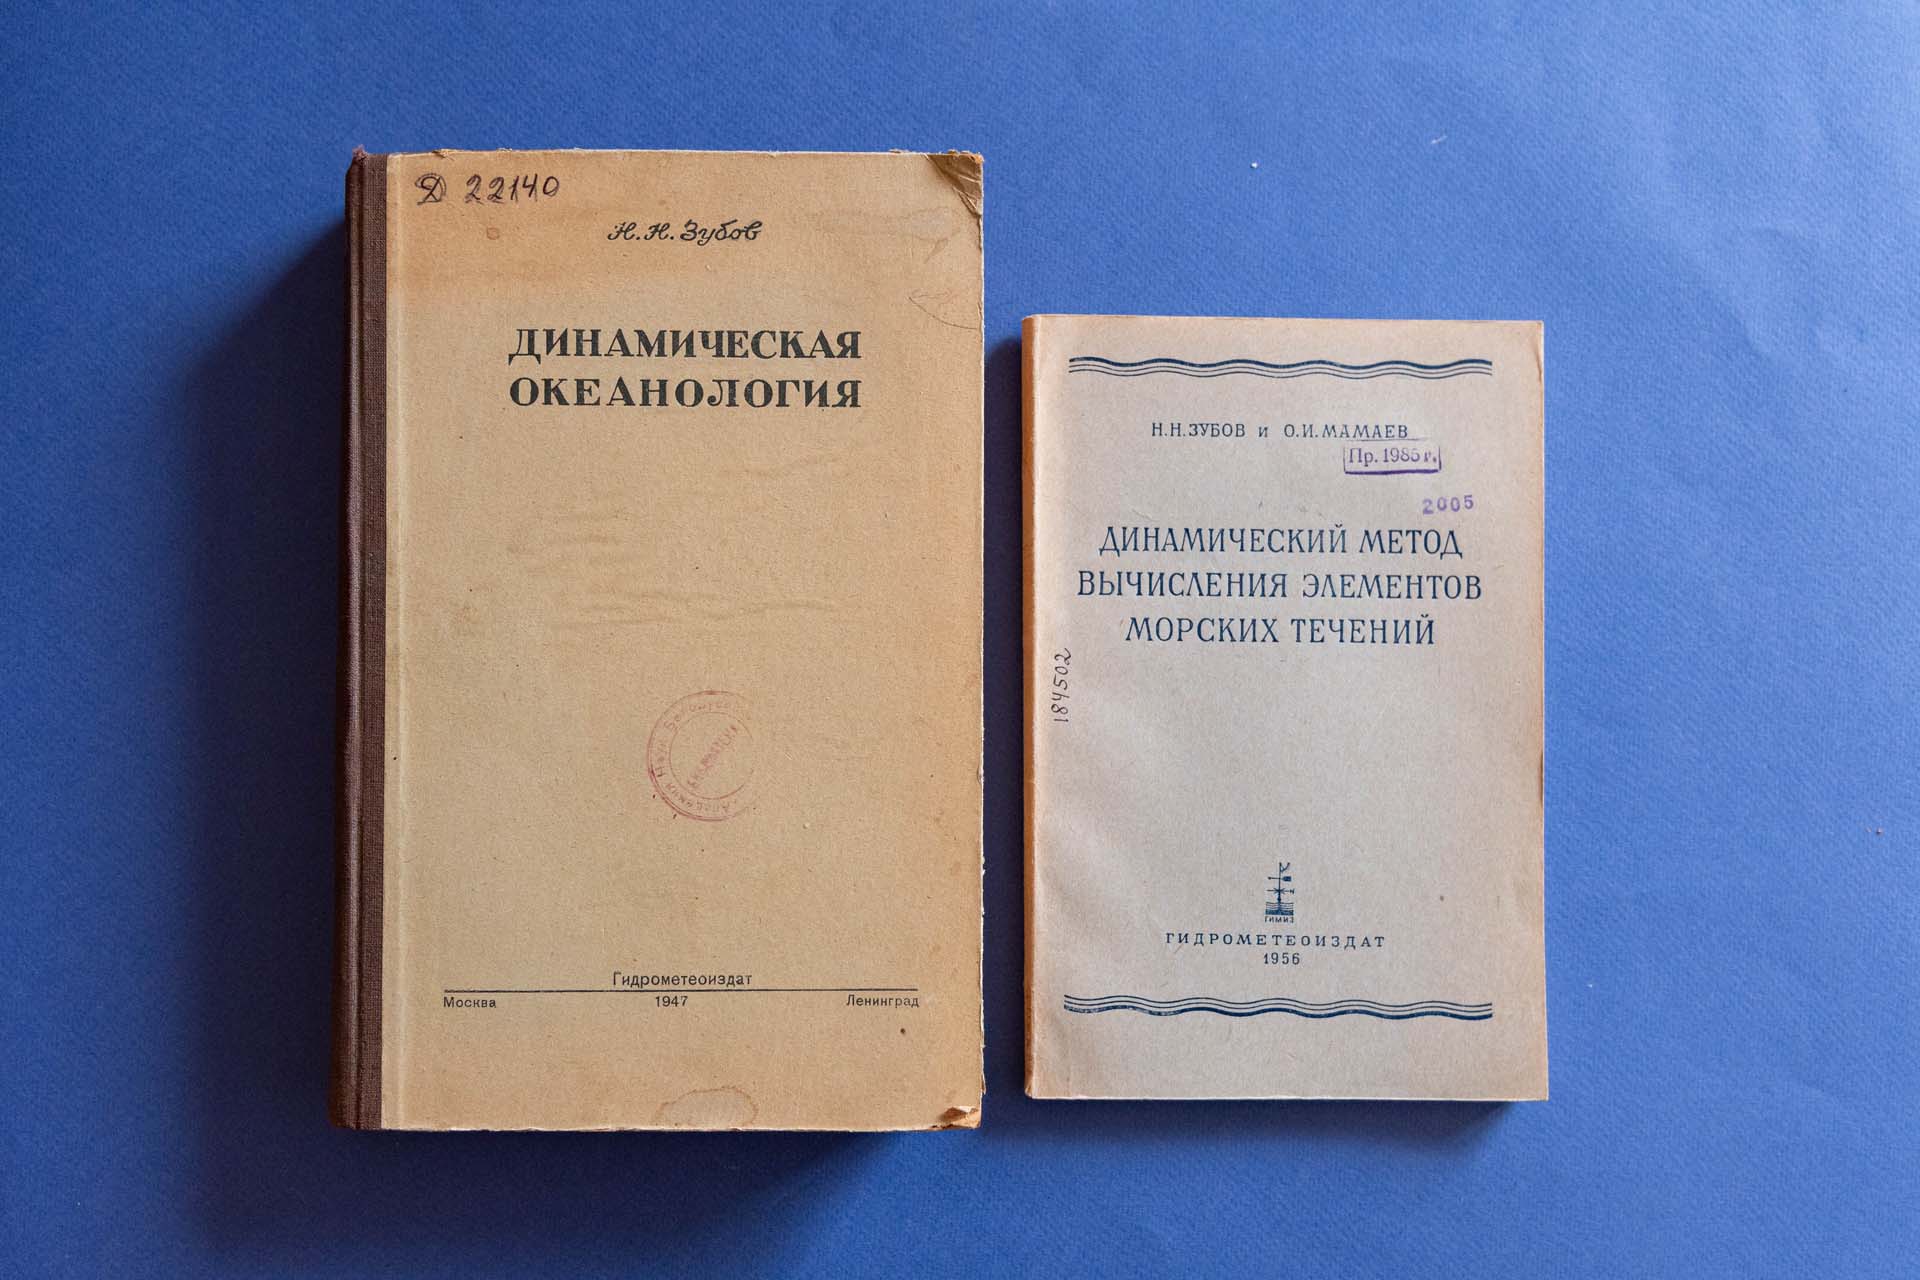 Д 22140
Н. Н. Зубов
ДИНАМИЧЕСКАЯ
ОКЕАНОЛОГИЯ
Гидрометеоиздат
Москва 1947 Ленинград
Н. Н. ЗУБОВ и О. И. МАМАЕВ
Пр. 1985 г.
2005
ДИНАМИЧЕСКИЙ МЕТОД
ВЫЧИСЛЕНИЯ ЭЛЕМЕНТОВ
МОРСКИХ ТЕЧЕНИЙ
184502
ГИМИЗ
ГИДРОМЕТЕОИЗДАТ
1956